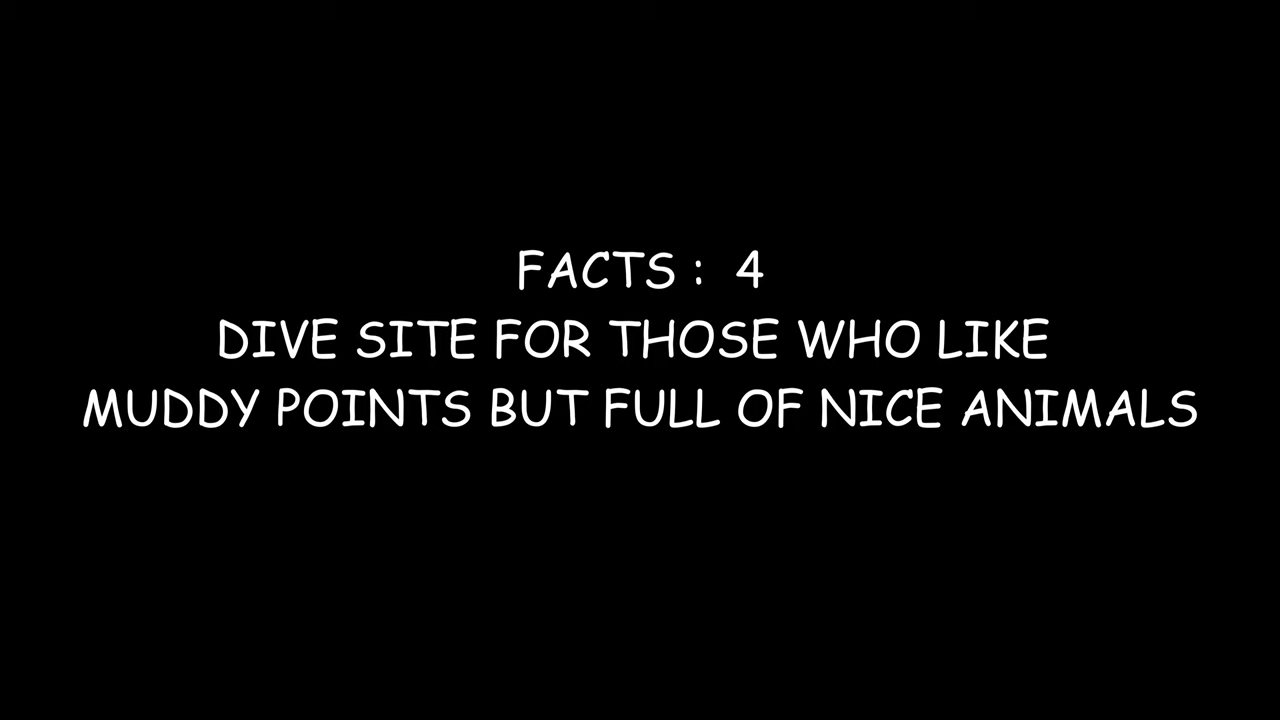 FACTS : 4
DIVE SITE FOR THOSE WHO LIKE
MUDDY POINTS BUT FULL OF NICE ANIMALS